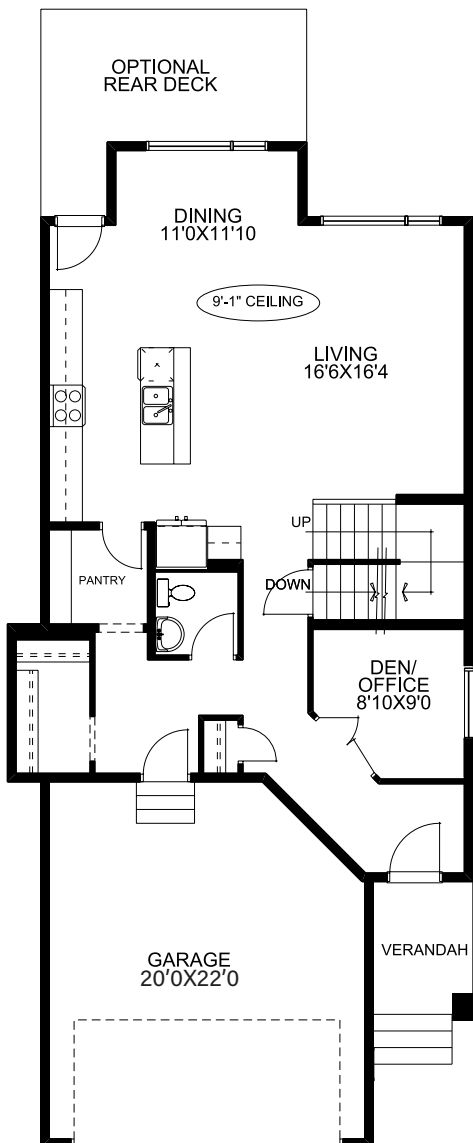 OPTIONAL
REAR DECK
DINING
11'0X11'10
9'-1" CEILING
LIVING
16'6X16'4
UP
PANTRY
DOWN
DEN/
OFFICE
8'10X9'0
VERANDAH
GARAGE
20'0X22'0